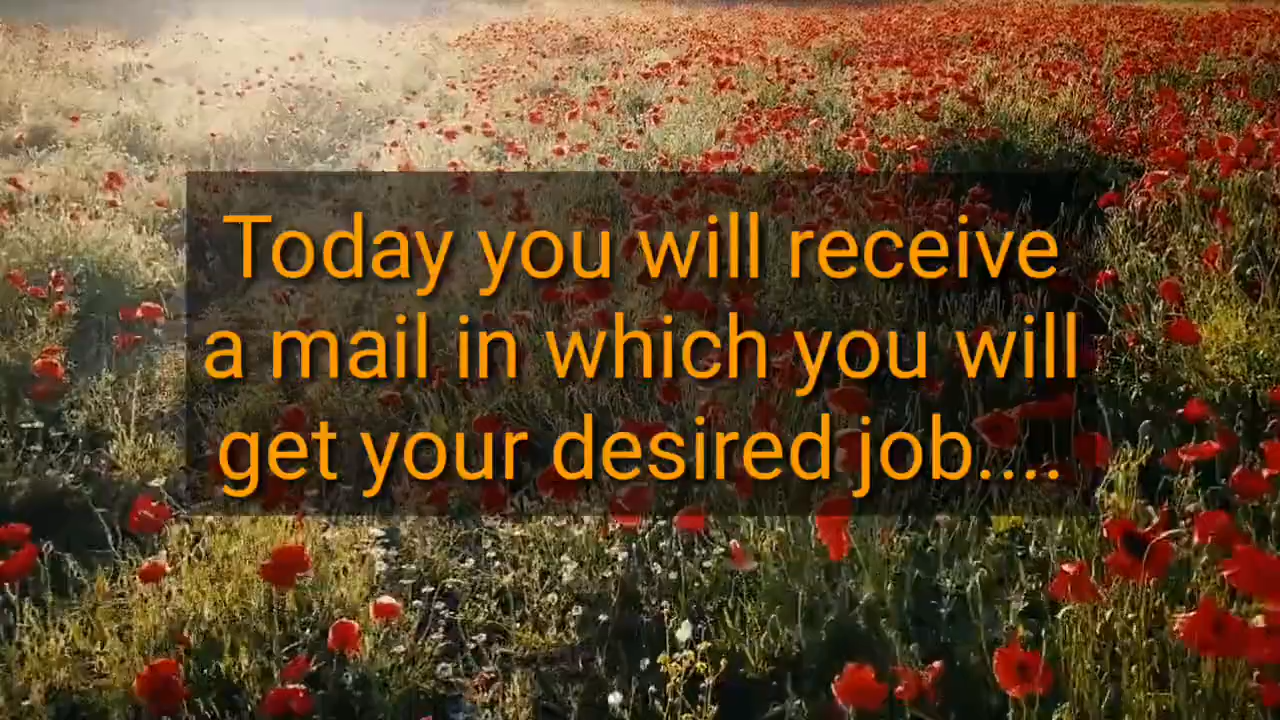 Today you will receive
a mail in which you will
get your desired job....